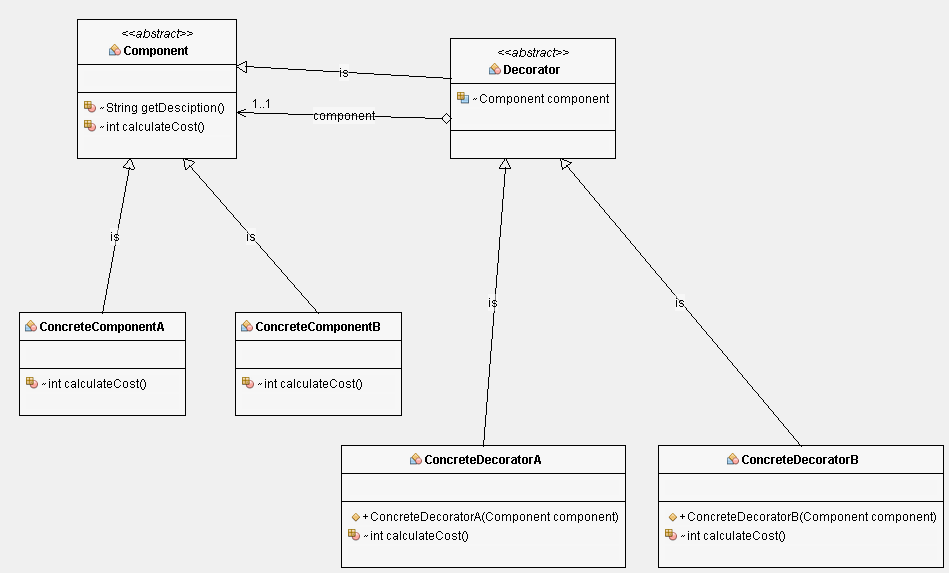 <<abstract>>
Component
~String getDesciption()
~int calculateCost()
<<abstract>>
Decorator
~Component component
is
1..1
component
is
is
is
is
ConcreteComponentA
~int calculateCost()
ConcreteComponentB
~int calculateCost()
ConcreteDecoratorA
+ConcreteDecoratorA(Component component)
~int calculateCost()
ConcreteDecoratorB
+ConcreteDecoratorB(Component component)
~int calculateCost()